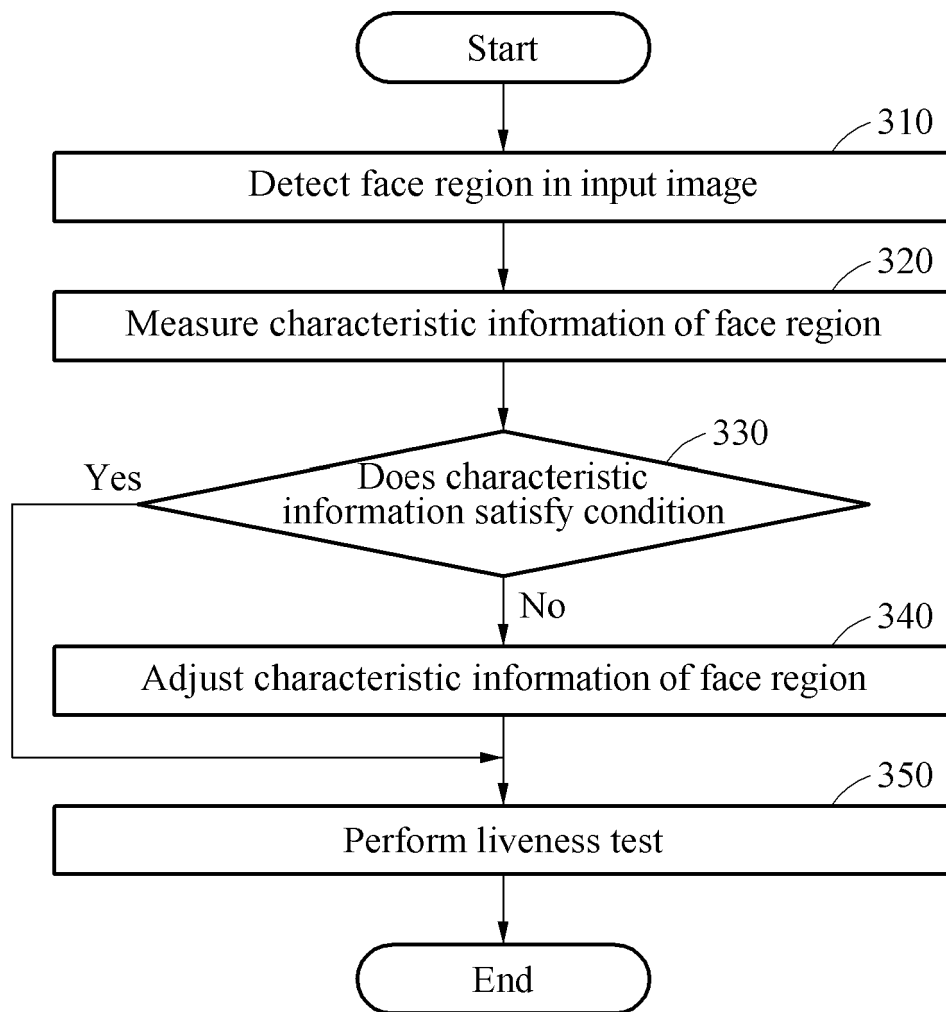 Start
310
Detect face region in input image
320
Measure characteristic information of face region
330
Yes
Does characteristic
information satisfy condition
No
340
Adjust characteristic information of face region
350
Perform liveness test
End